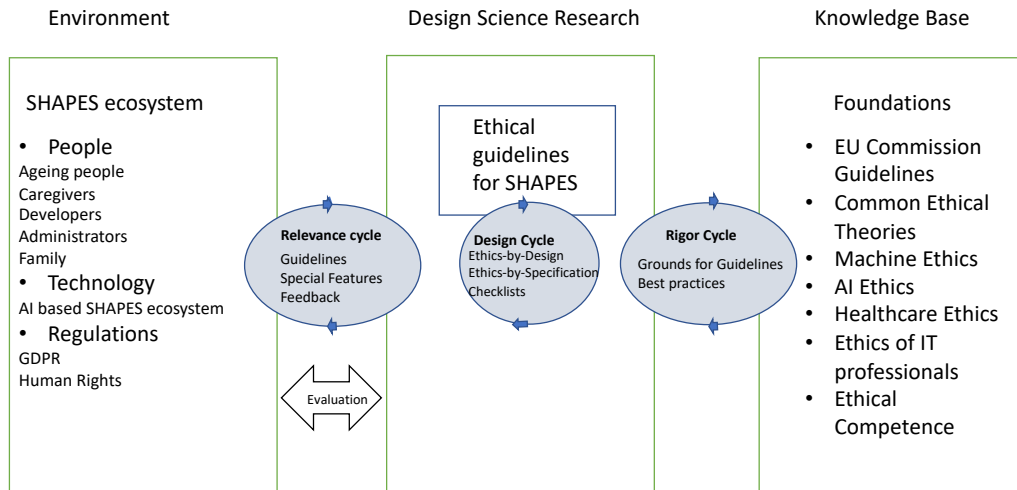 Environment
Design Science Research
Knowledge Base
SHAPES ecosystem
• People
Ageing people
Caregivers
Developers
Administrators
Family
• Technology
AI based SHAPES ecosystem
• Regulations
GDPR
Human Rights
Relevance cycle
Guidelines
Special Features
Feedback
Evaluation
Ethical
guidelines
for SHAPES
Design Cycle
Ethics-by-Design
Ethics-by-Specification
Checklists
Rigor Cycle
Grounds for Guidelines
Best practices
Foundations
• EU Commission
Guidelines
• Common Ethical
Theories
• Machine Ethics
• AI Ethics
• Healthcare Ethics
• Ethics of IT
professionals
• Ethical
Competence